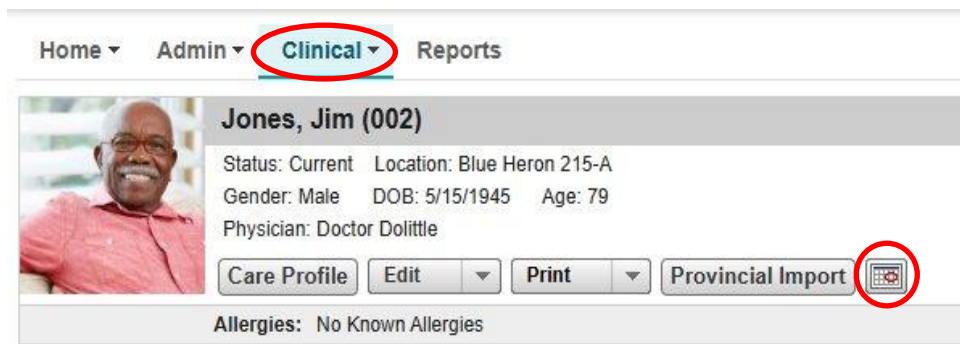 Home Admin Clinical Reports
Jones, Jim (002)
Status: Current Location: Blue Heron 215-A
Gender: Male DOB: 5/15/1945 Age: 79
Physician: Doctor Dolittle
Care Profile Edit Print Provincial Import
Allergies: No Known Allergies